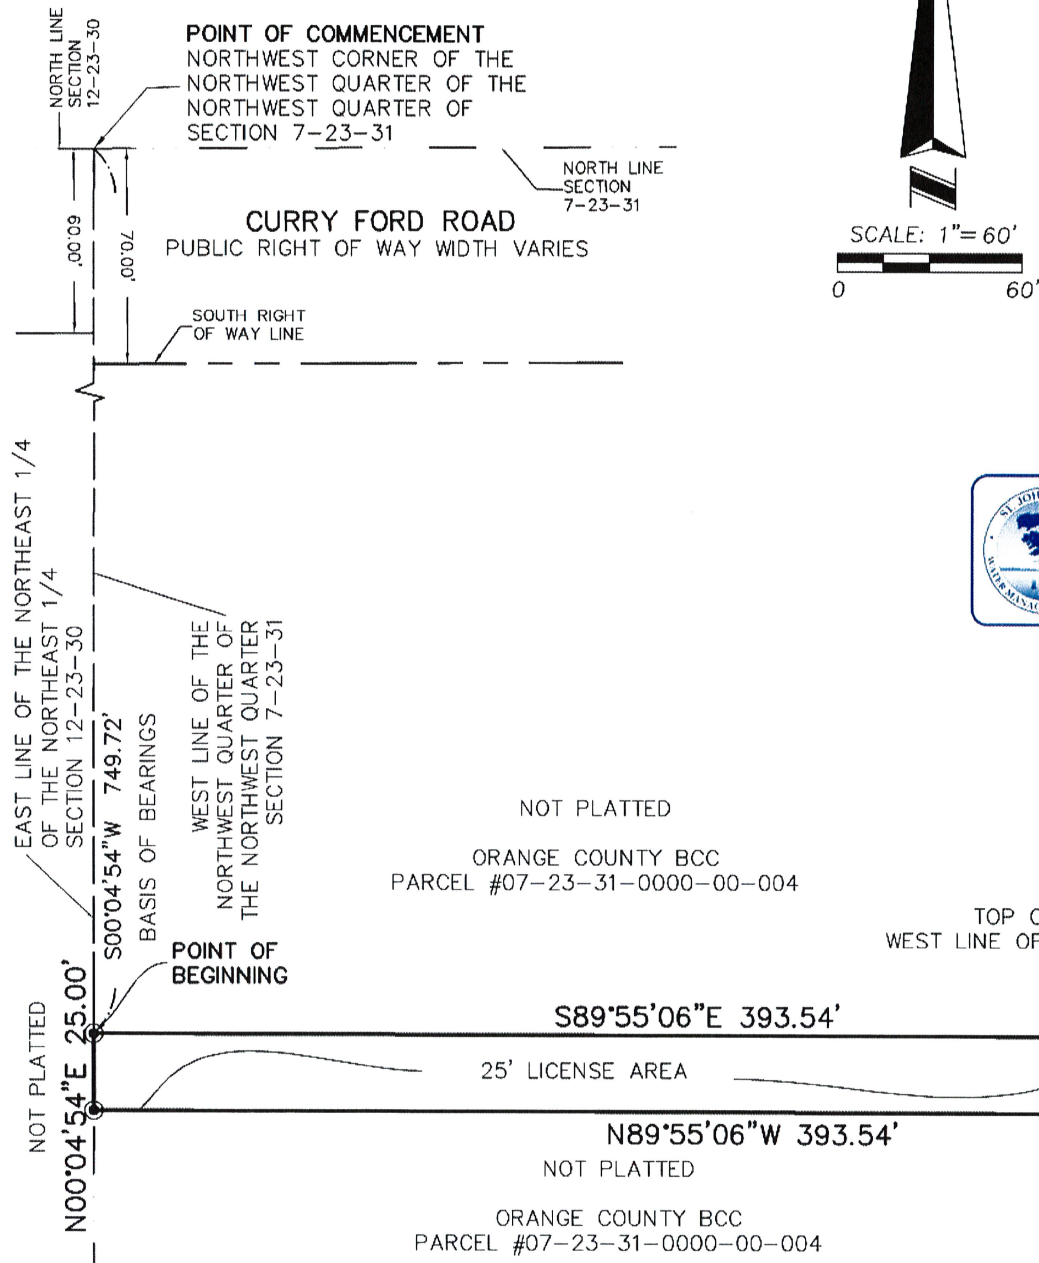 NORTH LINE
SECTION
12-23-30
POINT OF COMMENCEMENT
NORTHWEST CORNER OF THE
NORTHWEST QUARTER OF THE
NORTHWEST QUARTER OF
SECTION 7-23-31
NORTH LINE
SECTION
7-23-31
60.00'
70.00'
CURRY FORD ROAD
PUBLIC RIGHT OF WAY WIDTH VARIES
SCALE: 1"= 60'
0 60'
SOUTH RIGHT
OF WAY LINE
EAST LINE OF THE NORTHEAST 1/4
OF THE NORTHEAST 1/4
SECTION 12-23-30
S00°04'54"W 749.72'
BASIS OF BEARINGS
WEST LINE OF THE
NORTHWEST QUARTER OF
THE NORTHWEST QUARTER
SECTION 7-23-31
ST. JOH
WATER MANAG
NOT PLATTED
ORANGE COUNTY BCC
PARCEL #07-23-31-0000-00-004
TOP O
WEST LINE OF
POINT OF
BEGINNING
NOT PLATTED
N00°04'54"E 25.00'
S89°55'06"E 393.54'
25' LICENSE AREA
N89°55'06"W 393.54'
NOT PLATTED
ORANGE COUNTY BCC
PARCEL #07-23-31-0000-00-004